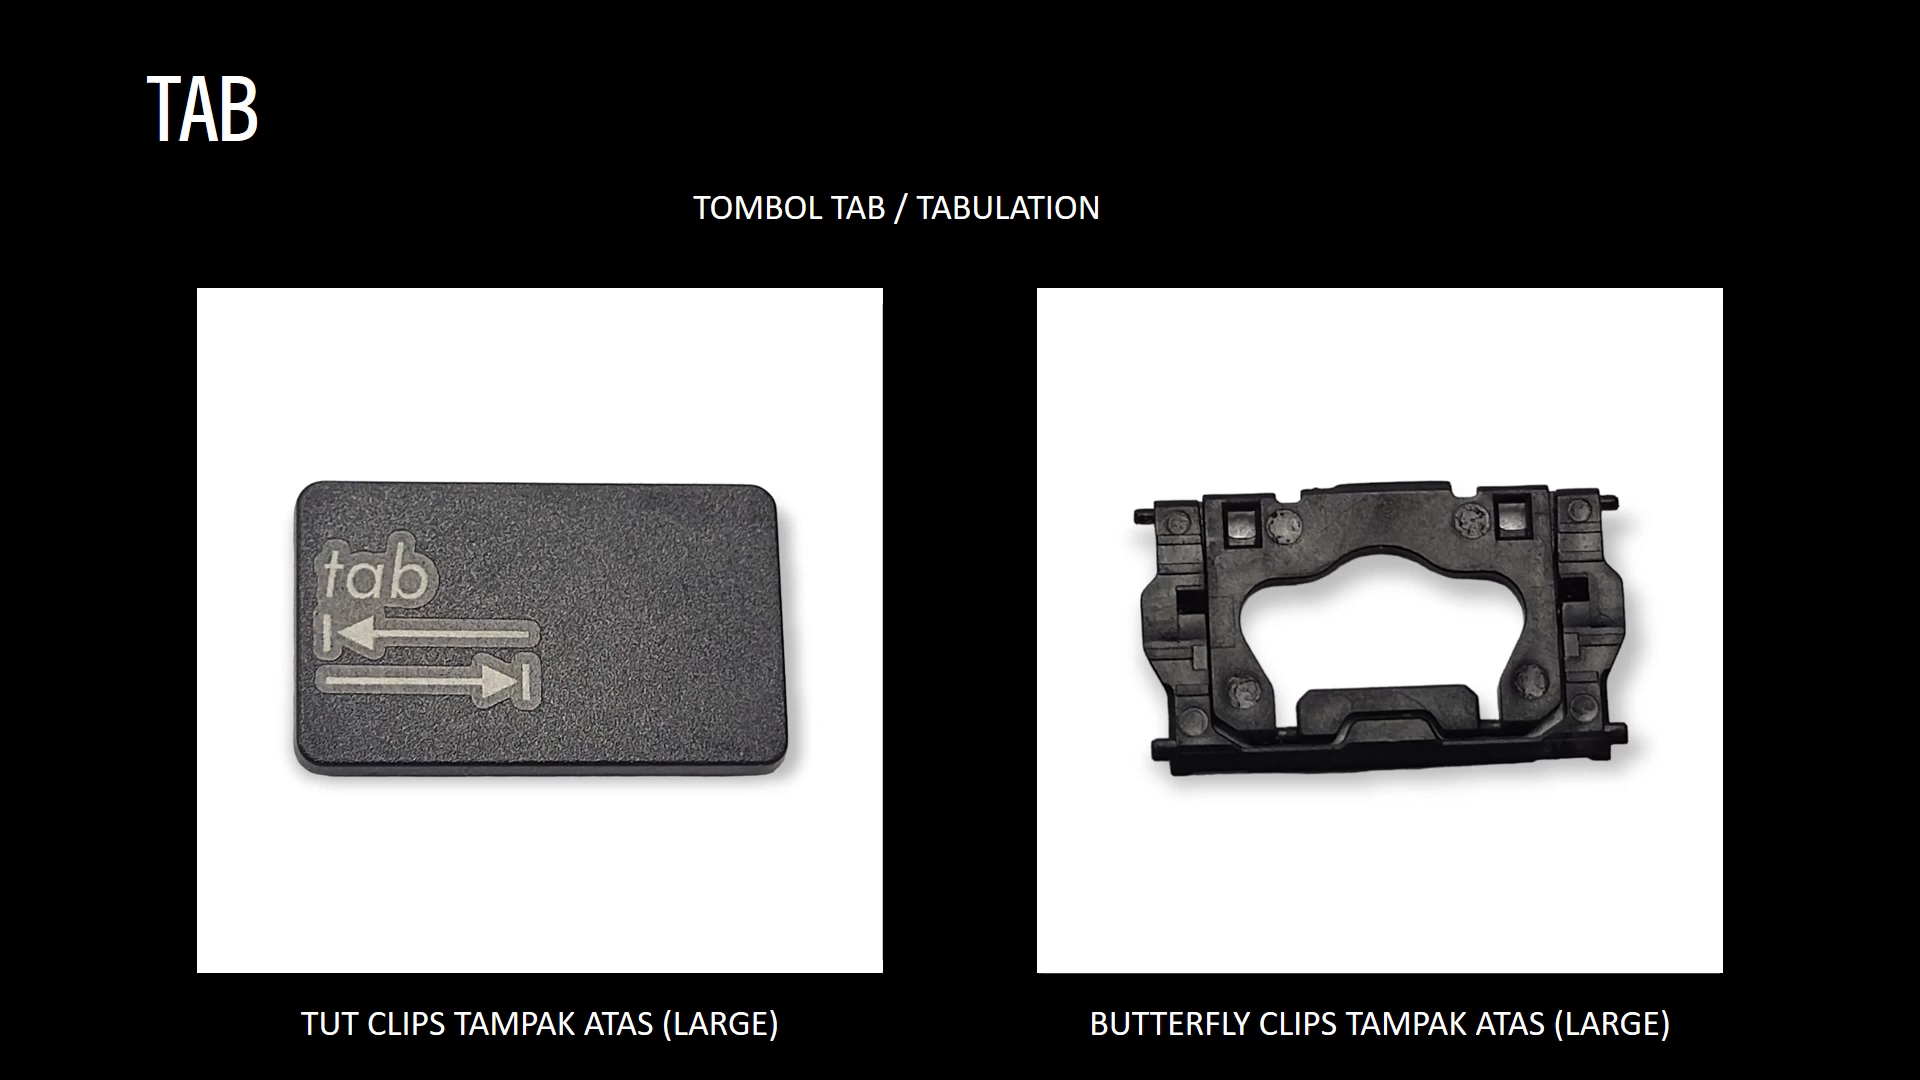 TAB
TOMBOL TAB / TABULATION
tab
TUT CLIPS TAMPAK ATAS (LARGE)
BUTTERFLY CLIPS TAMPAK ATAS (LARGE)